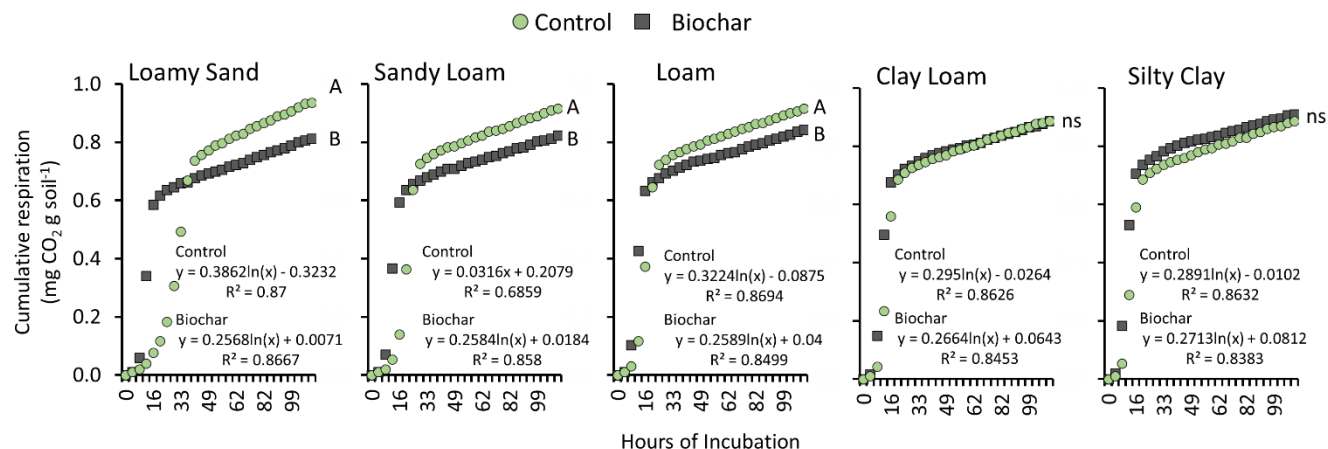 Control Biochar
Loamy Sand
Sandy Loam
Loam
Clay Loam
Silty Clay
Cumulative respiration
(mg CO₂ g soil⁻¹)
1.0
0.8
0.6
0.4
0.2
0.0
A
B
Control
y = 0.3862ln(x) - 0.3232
R² = 0.87
Biochar
y = 0.2568ln(x) + 0.0071
R² = 0.8667
0 16 33 49 62 83 99
A
B
Control
y = 0.0316x + 0.2079
R² = 0.6859
Biochar
y = 0.2584ln(x) + 0.0184
R² = 0.858
0 16 33 49 62 83 99
A
B
Control
y = 0.3224ln(x) - 0.0875
R² = 0.8694
Biochar
y = 0.2589ln(x) + 0.04
R² = 0.8499
0 16 33 49 62 83 99
ns
Control
y = 0.295ln(x) - 0.0264
R² = 0.8626
Biochar
y = 0.2664ln(x) + 0.0643
R² = 0.8453
0 16 33 49 62 83 99
ns
Control
y = 0.2891ln(x) - 0.0102
R² = 0.8632
Biochar
y = 0.2713ln(x) + 0.0812
R² = 0.8383
0 16 33 49 62 83 99
Hours of Incubation